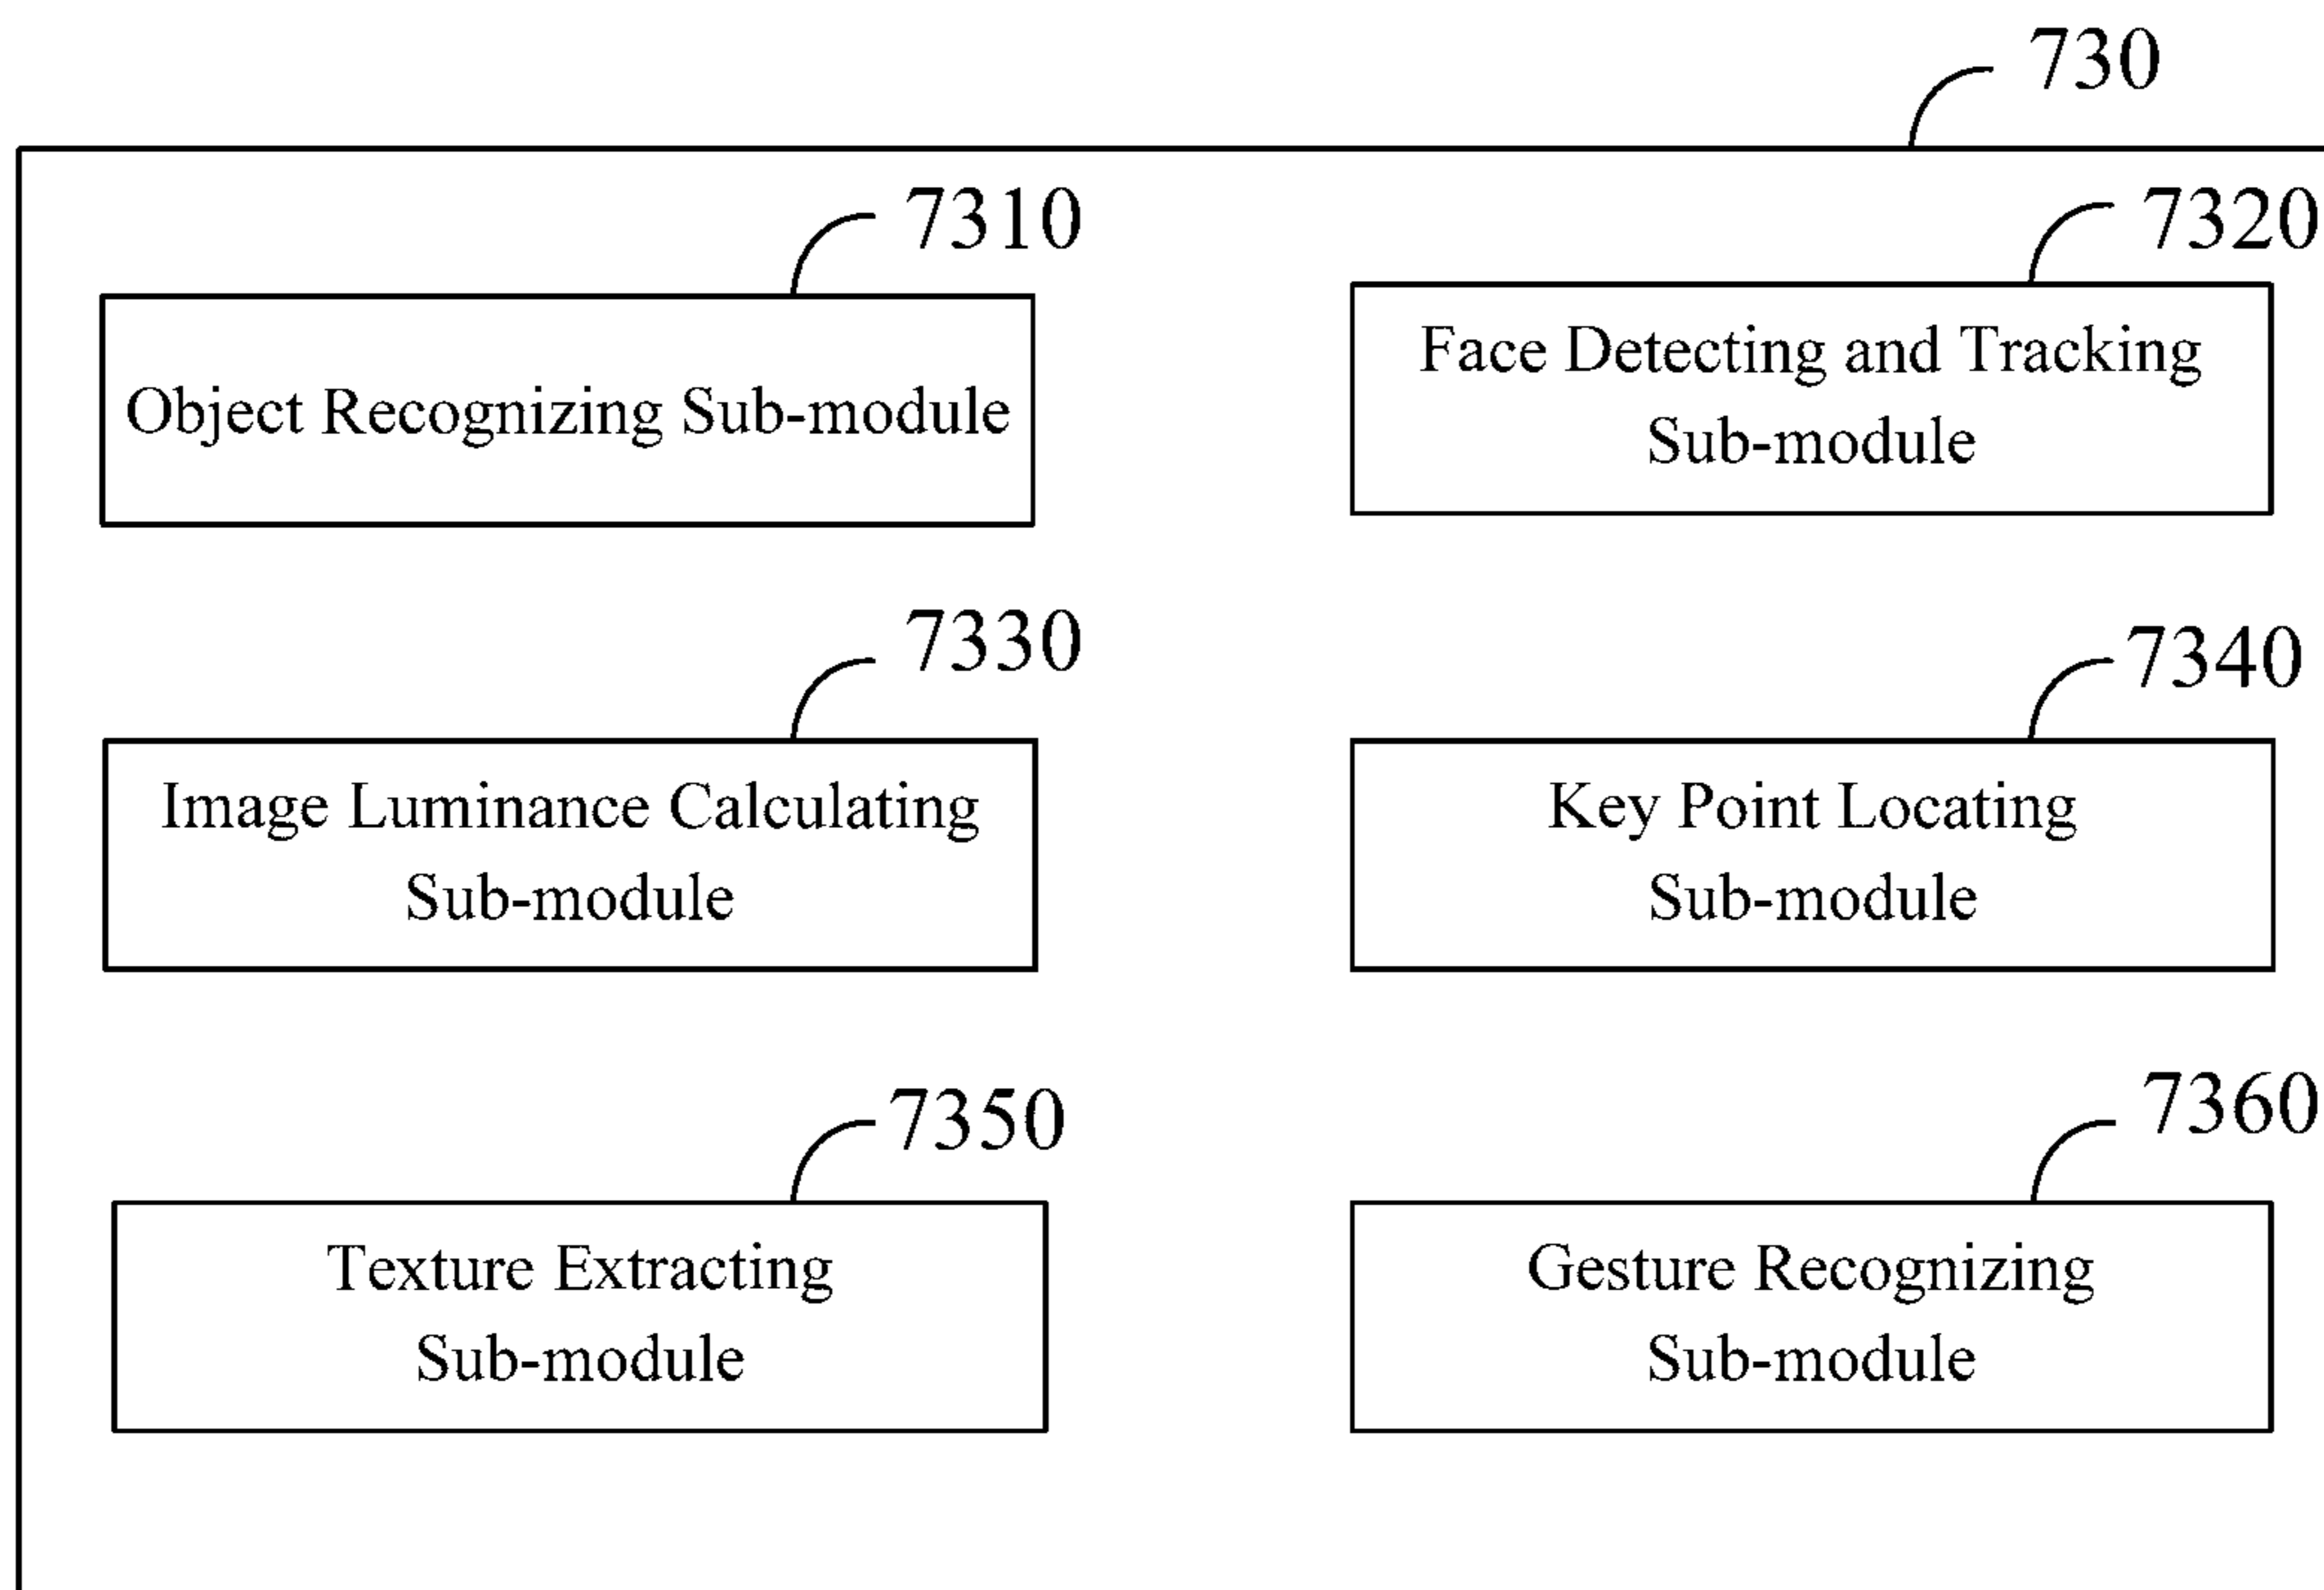 730
7310
7320
Object Recognizing Sub-module
Face Detecting and Tracking
Sub-module
7330
7340
Image Luminance Calculating
Sub-module
Key Point Locating
Sub-module
7350
7360
Texture Extracting
Sub-module
Gesture Recognizing
Sub-module